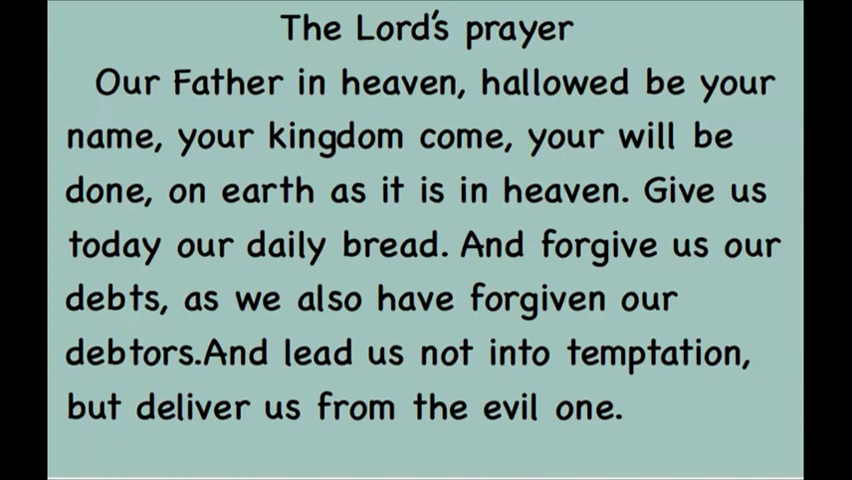 The Lord's prayer
Our Father in heaven, hallowed be your
name, your kingdom come, your will be
done, on earth as it is in heaven. Give us
today our daily bread. And forgive us our
debts, as we also have forgiven our
debtors.And lead us not into temptation,
but deliver us from the evil one.